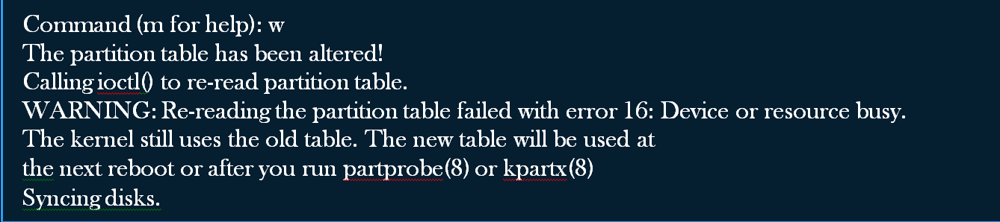 Command (m for help): w
The partition table has been altered!
Calling ioctl() to re-read partition table.
WARNING: Re-reading the partition table failed with error 16: Device or resource busy.
The kernel still uses the old table. The new table will be used at
the next reboot or after you run partprobe(8) or kpartx(8)
Syncing disks.